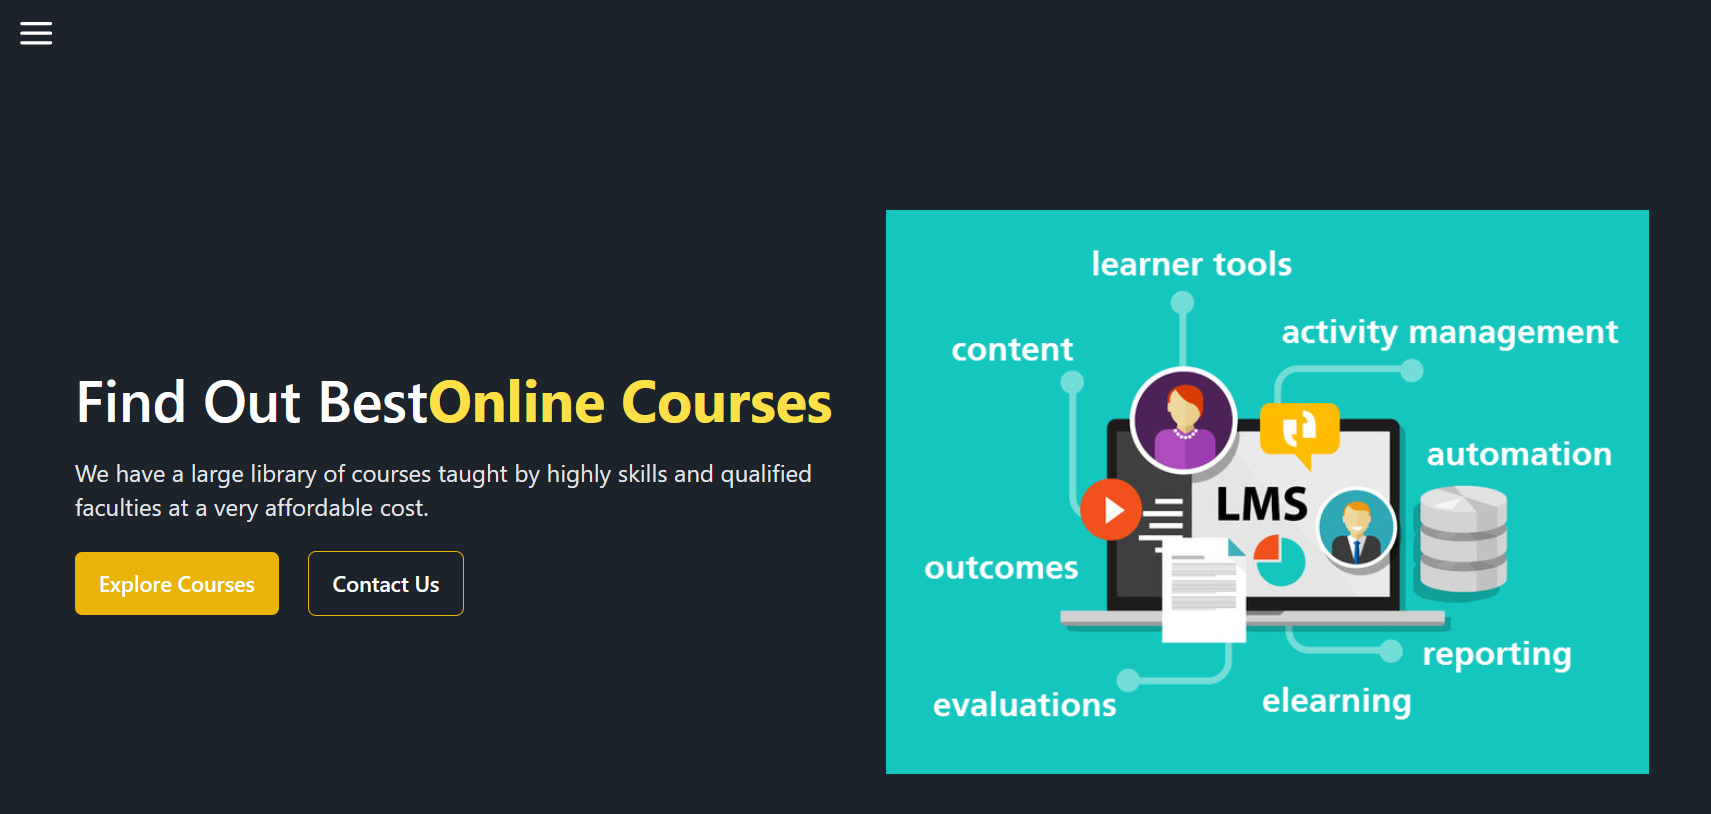 Find Out BestOnline Courses
We have a large library of courses taught by highly skills and qualified
faculties at a very affordable cost.
Explore Courses
Contact Us
learner tools
content
activity management
automation
LMS
outcomes
reporting
evaluations
elearning